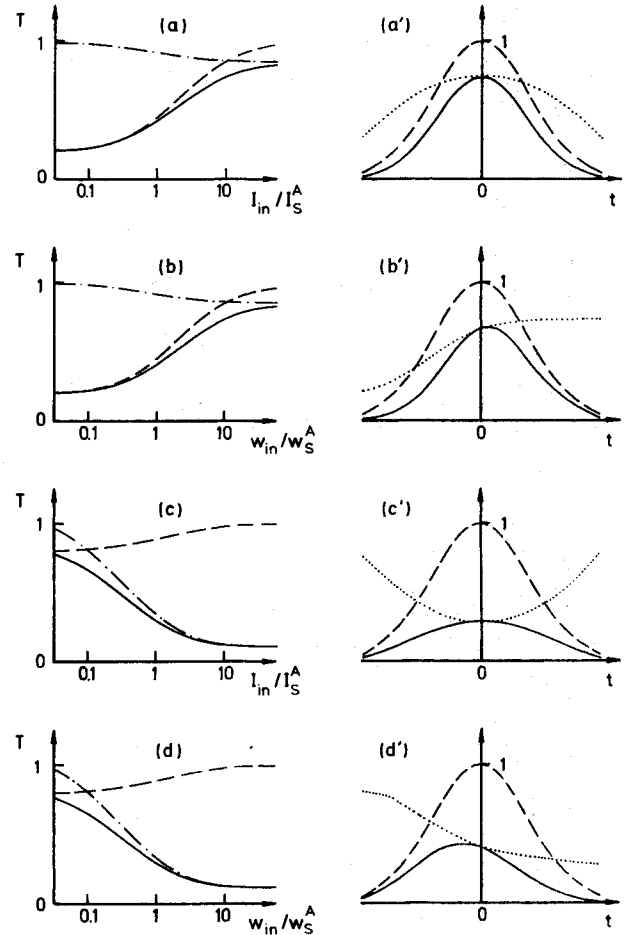 T (a) (a')
1 1
0
0.1 1 10 0
I_in/I_S^A t
T (b) (b')
1 1
0
0.1 1 10 0
w_in/w_S^A t
T (c) (c')
1 1
0
0.1 1 10 0
I_in/I_S^A t
T (d) (d')
1 1
0
0.1 1 10 0
w_in/w_S^A t